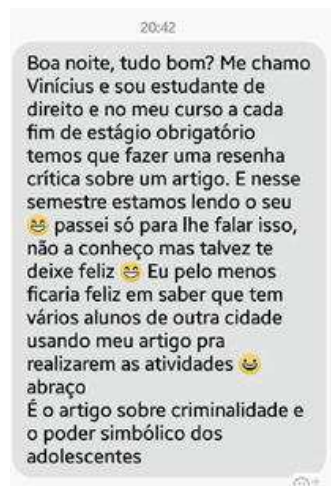 20:42
Boa noite, tudo bom? Me chamo
Vinícius e sou estudante de
direito e no meu curso a cada
fim de estágio obrigatório
temos que fazer uma resenha
crítica sobre um artigo. E nesse
semestre estamos lendo o seu
😄 passei só para lhe falar isso,
não a conheço mas talvez te
deixe feliz 😄 Eu pelo menos
ficaria feliz em saber que tem
vários alunos de outra cidade
usando meu artigo pra
realizarem as atividades 😀
abraço
É o artigo sobre criminalidade e
o poder simbólico dos
adolescentes